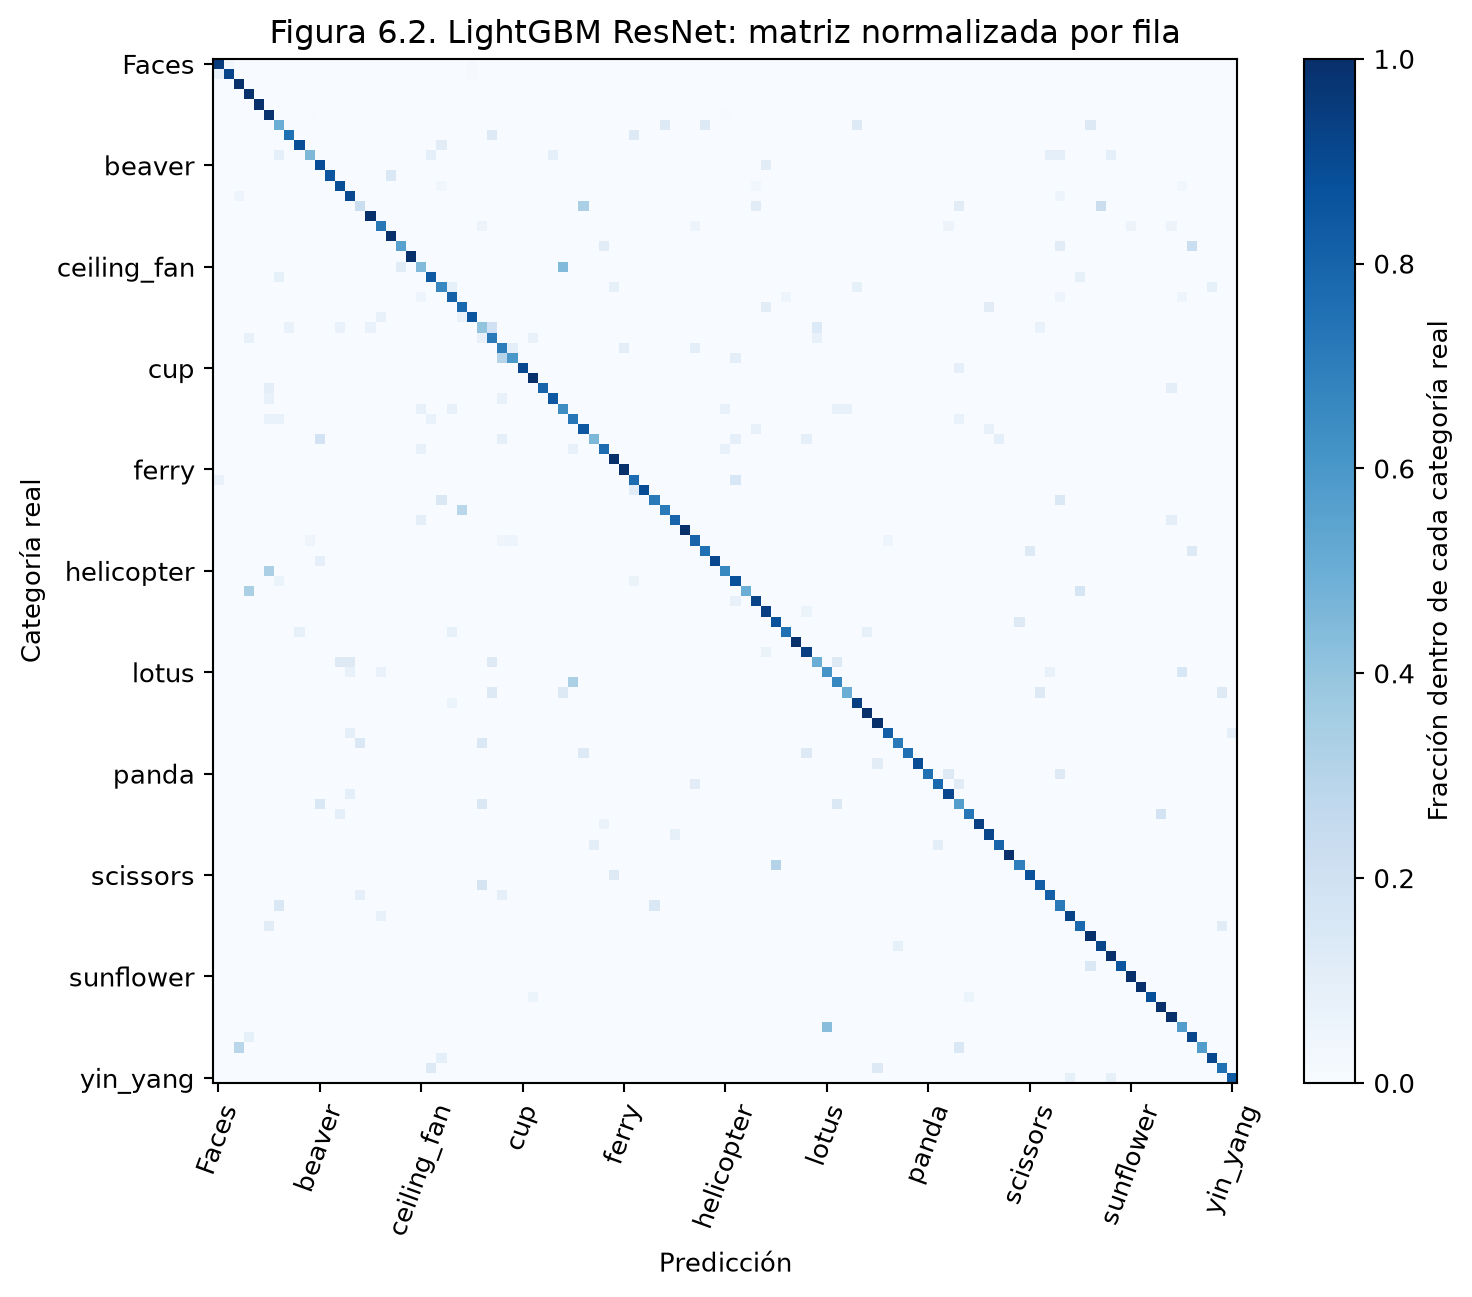 Figura 6.2. LightGBM ResNet: matriz normalizada por fila
Categoría real
Faces
beaver
ceiling_fan
cup
ferry
helicopter
lotus
panda
scissors
sunflower
yin_yang
Faces
beaver
ceiling_fan
cup
ferry
helicopter
lotus
panda
scissors
sunflower
yin_yang
Predicción
1.0
0.8
0.6
0.4
0.2
0.0
Fracción dentro de cada categoría real